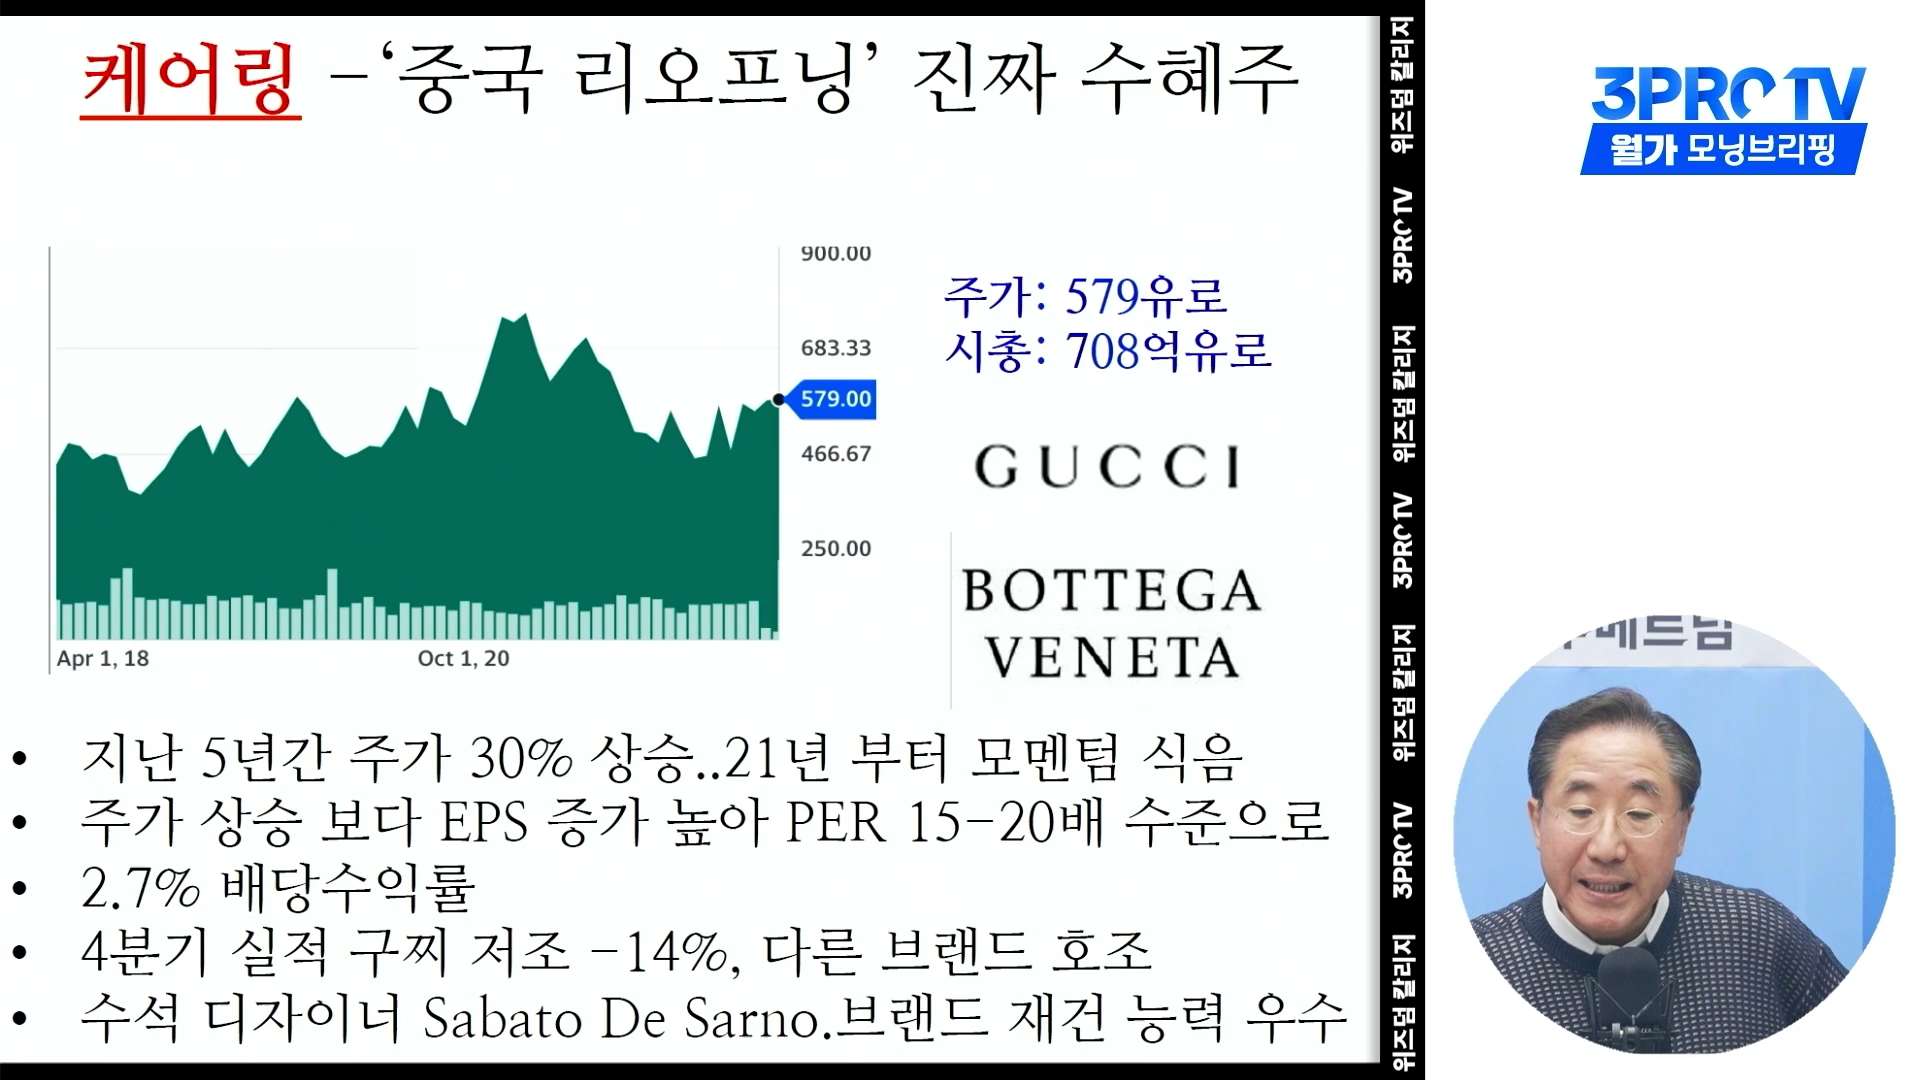 케어링 -‘중국 리오프닝’ 진짜 수혜주
900.00
683.33
579.00
466.67
250.00
Apr 1, 18
Oct 1, 20
주가: 579유로
시총: 708억유로
GUCCI
BOTTEGA
VENETA
• 지난 5년간 주가 30% 상승..21년 부터 모멘텀 식음
• 주가 상승 보다 EPS 증가 높아 PER 15-20배 수준으로
• 2.7% 배당수익률
• 4분기 실적 구찌 저조 -14%, 다른 브랜드 호조
• 수석 디자이너 Sabato De Sarno.브랜드 재건 능력 우수
위즈덤 칼리지
3PROTV
위즈덤 칼리지
3PROTV
위즈덤 칼리지
3PROTV
위즈덤 칼리지
3PROTV
월가 모닝브리핑
베트남